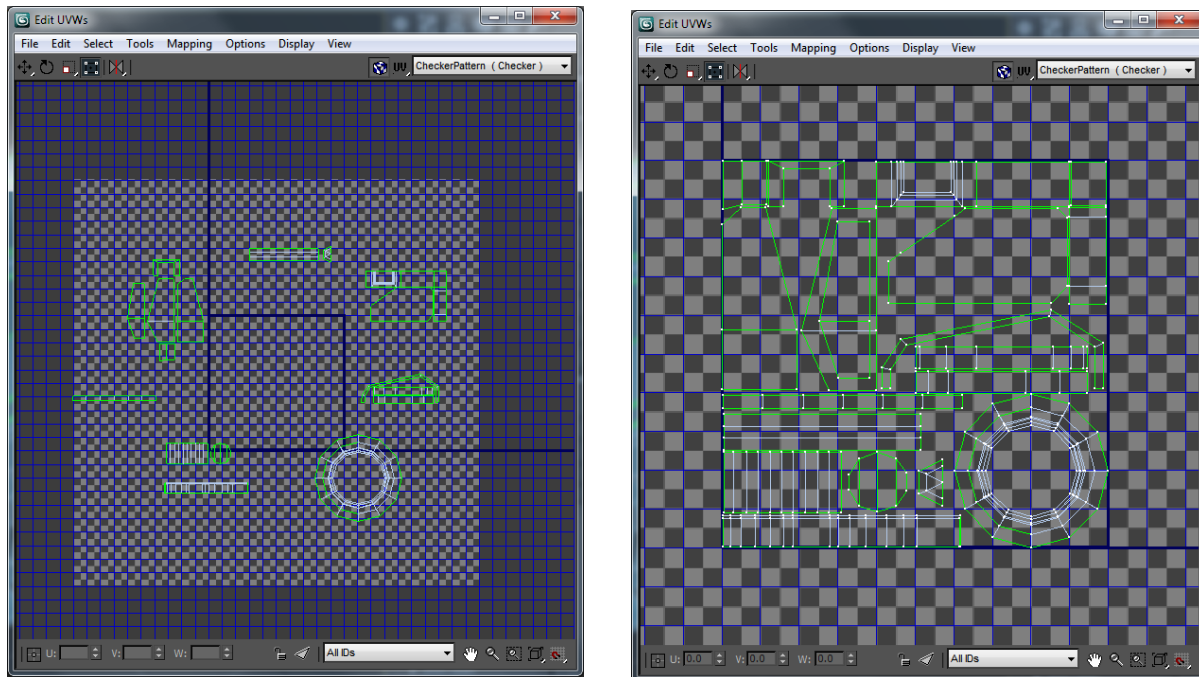 Edit UVWs
File Edit Select Tools Mapping Options Display View
UV CheckerPattern ( Checker )
U: V: W: All IDs
Edit UVWs
File Edit Select Tools Mapping Options Display View
UV CheckerPattern ( Checker )
U: 0.0 V: 0.0 W: 0.0 All IDs